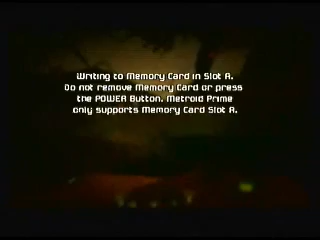 Writing to Memory Card in Slot A.
Do not remove Memory Card or press
the POWER Button. Metroid Prime
only supports Memory Card Slot A.